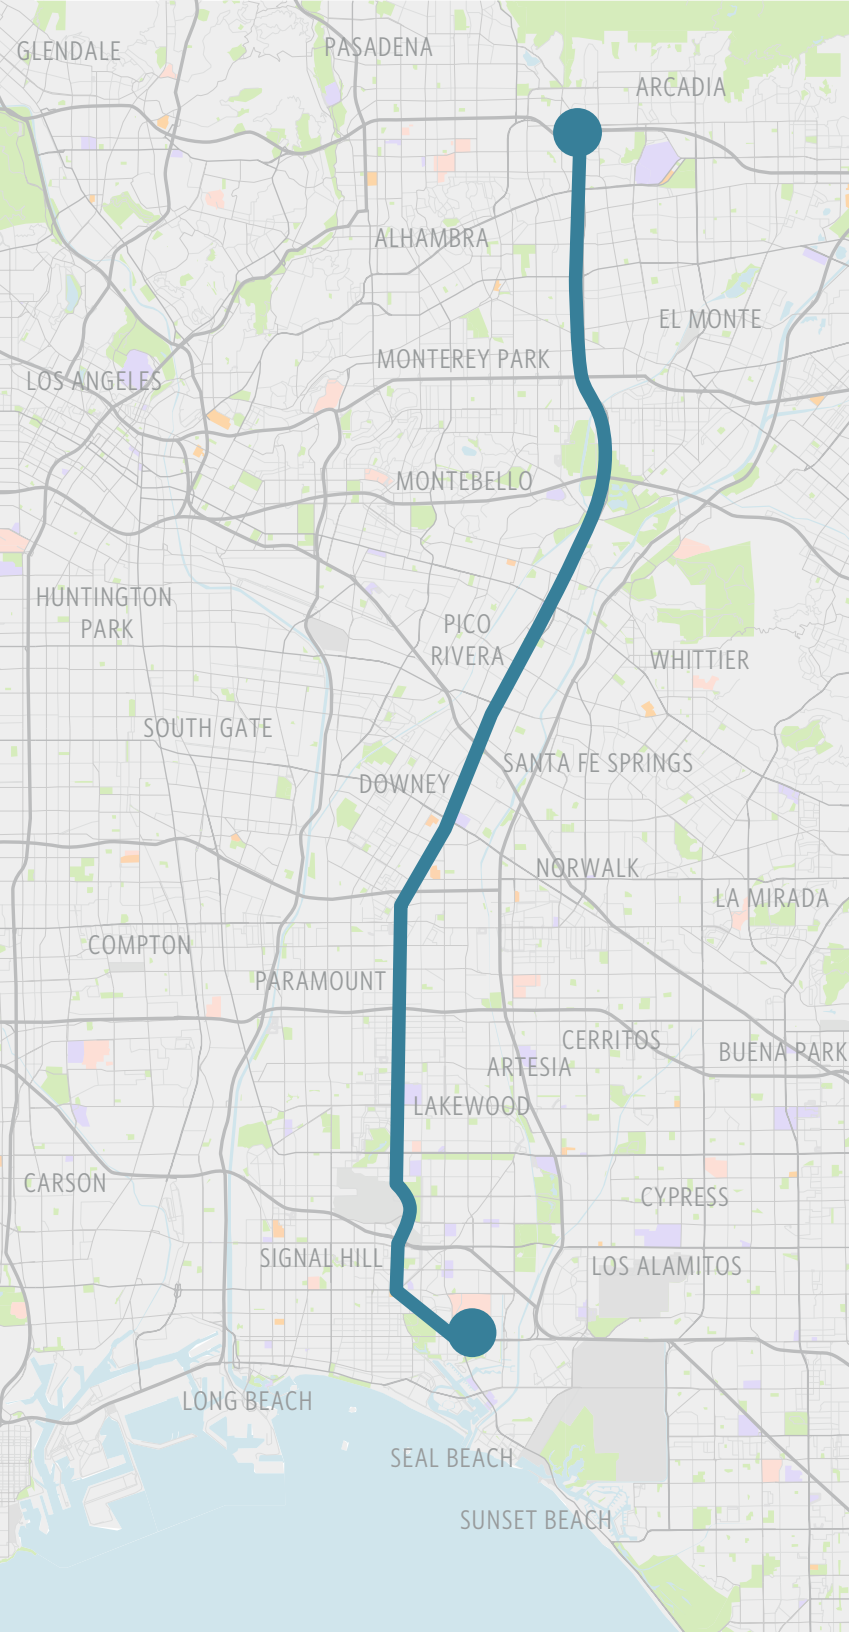 PASADENA
GLENDALE
ARCADIA
ALHAMBRA
EL MONTE
MONTEREY PARK
LOS ANGELES
MONTEBELLO
HUNTINGTON
PARK
PICO
RIVERA
WHITTIER
SOUTH GATE
SANTA FE SPRINGS
DOWNEY
NORWALK
LA MIRADA
COMPTON
PARAMOUNT
CERRITOS
BUENA PARK
ARTESIA
LAKEWOOD
CARSON
CYPRESS
SIGNAL HILL
LOS ALAMITOS
LONG BEACH
SEAL BEACH
SUNSET BEACH